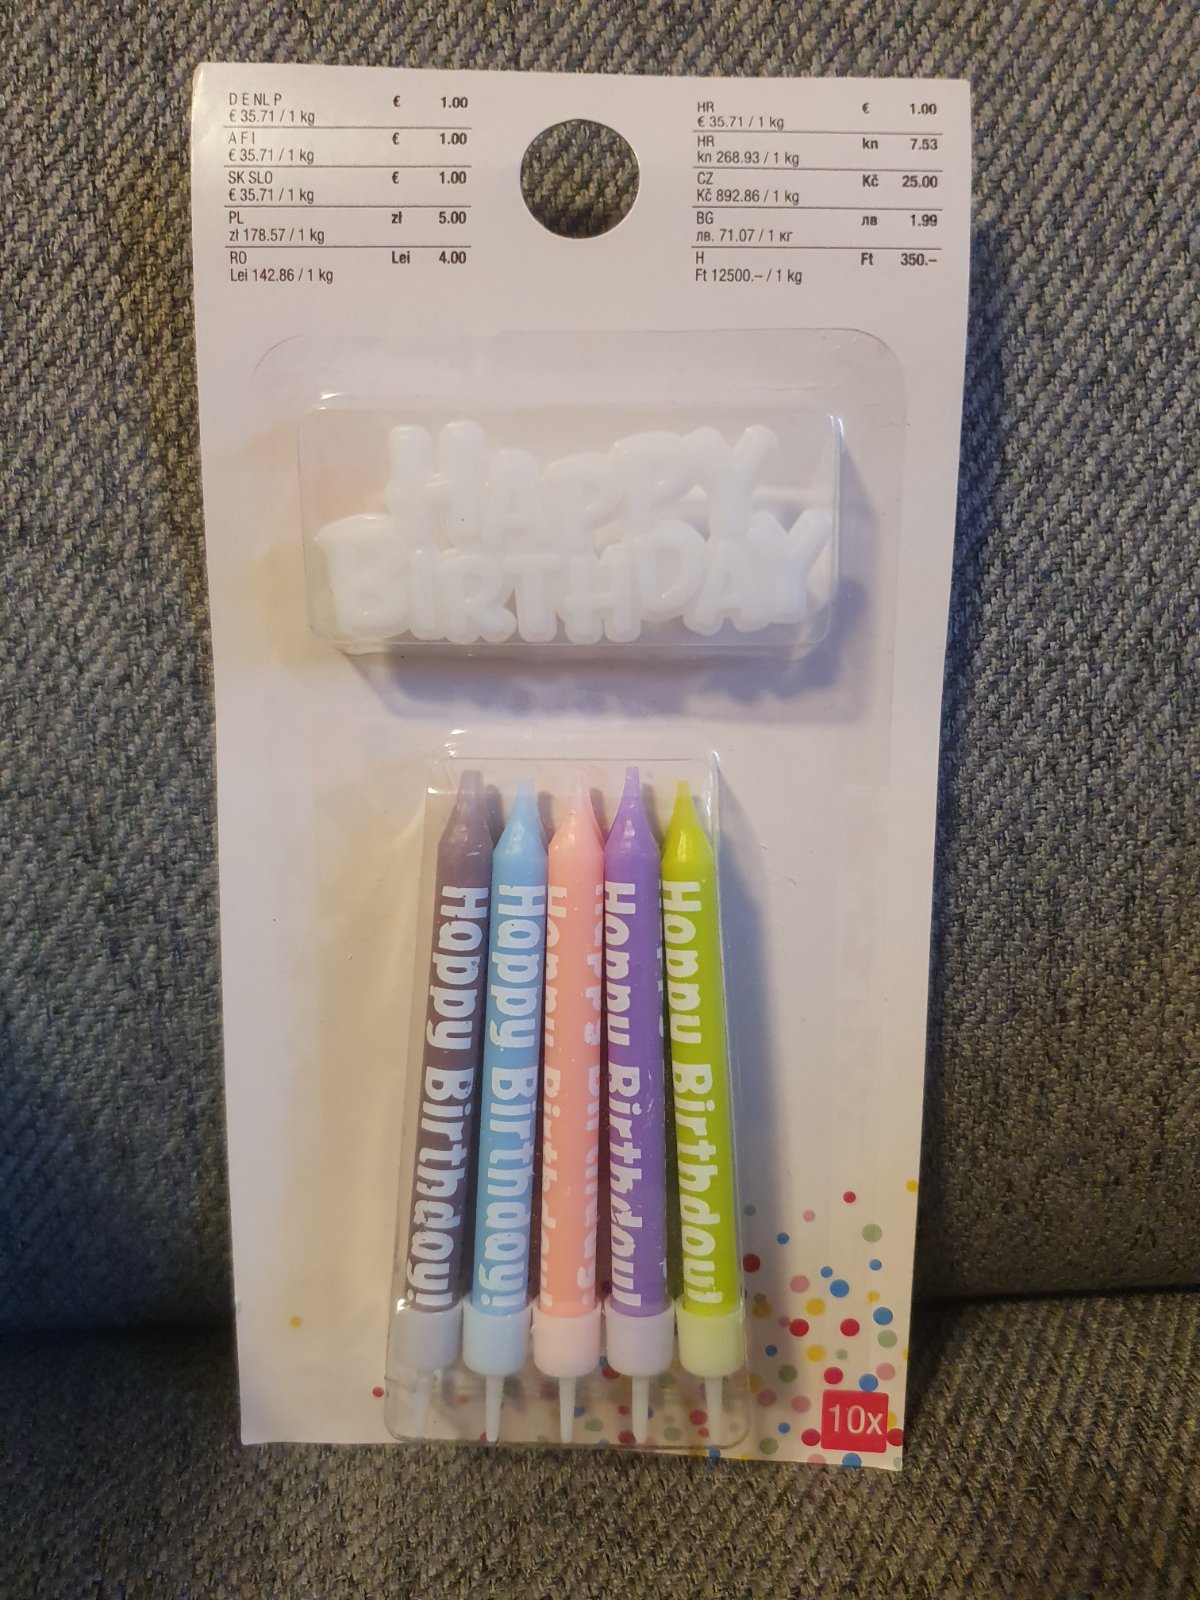 D E NL P € 1.00
€ 35.71 / 1 kg
A F I € 1.00
€ 35.71 / 1 kg
SK SLO € 1.00
€ 35.71 / 1 kg
PL zł 5.00
zł 178.57 / 1 kg
RO Lei 4.00
Lei 142.86 / 1 kg
HR € 1.00
€ 35.71 / 1 kg
HR kn 7.53
kn 268.93 / 1 kg
CZ Kč 25.00
Kč 892.86 / 1 kg
BG лв 1.99
лв. 71.07 / 1 кг
H Ft 350.–
Ft 12500.– / 1 kg
HAPPY
BIRTHDAY
Happy Birthday!
Happy Birthday!
Happy Birthday!
Happy Birthday!
Happy Birthday!
10x